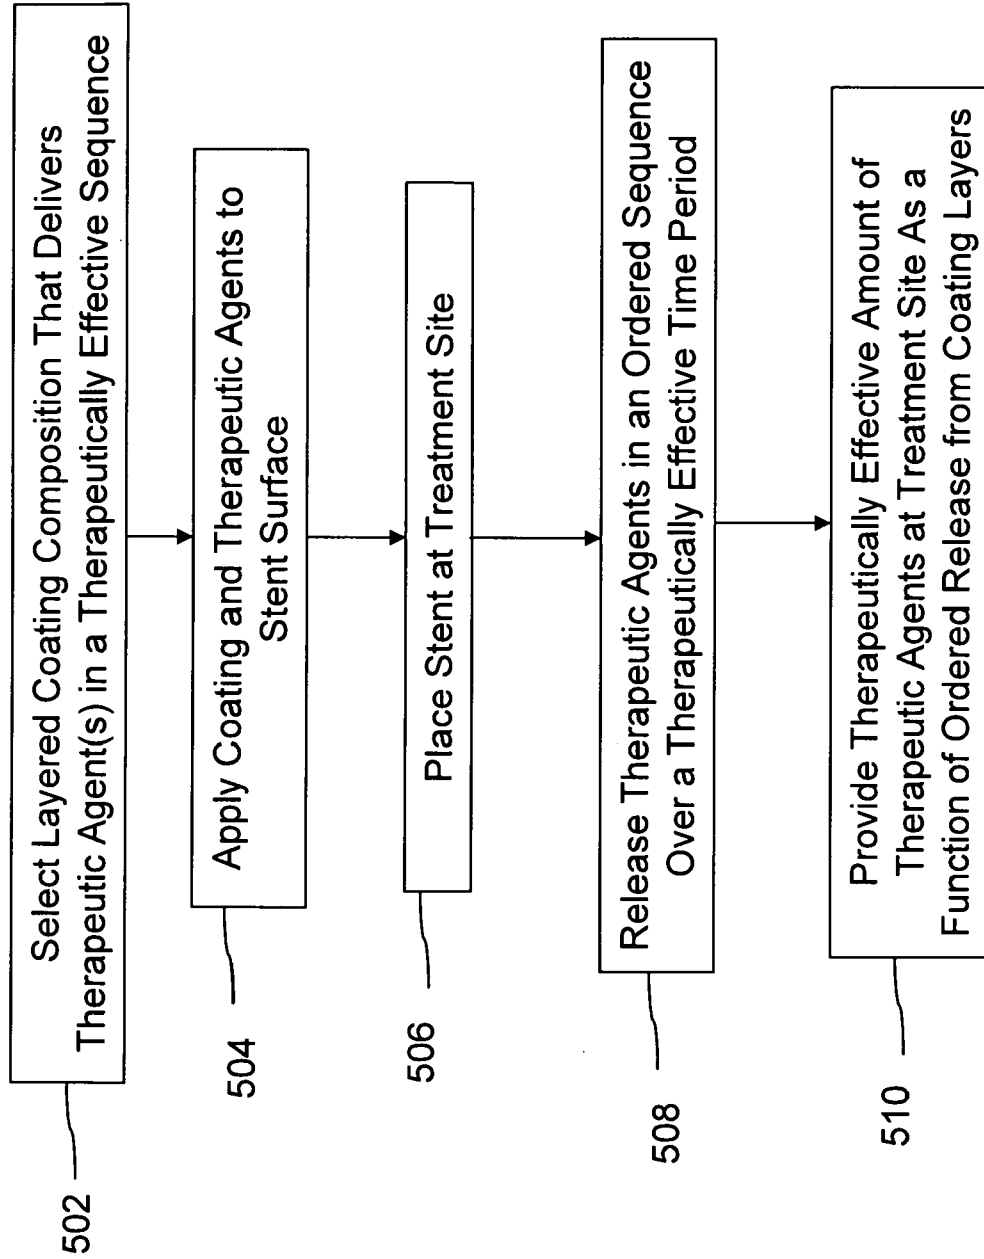 Select Layered Coating Composition That Delivers
Therapeutic Agent(s) in a Therapeutically Effective Sequence
502
Apply Coating and Therapeutic Agents to
Stent Surface
504
Place Stent at Treatment Site
506
Release Therapeutic Agents in an Ordered Sequence
Over a Therapeutically Effective Time Period
508
Provide Therapeutically Effective Amount of
Therapeutic Agents at Treatment Site As a
Function of Ordered Release from Coating Layers
510